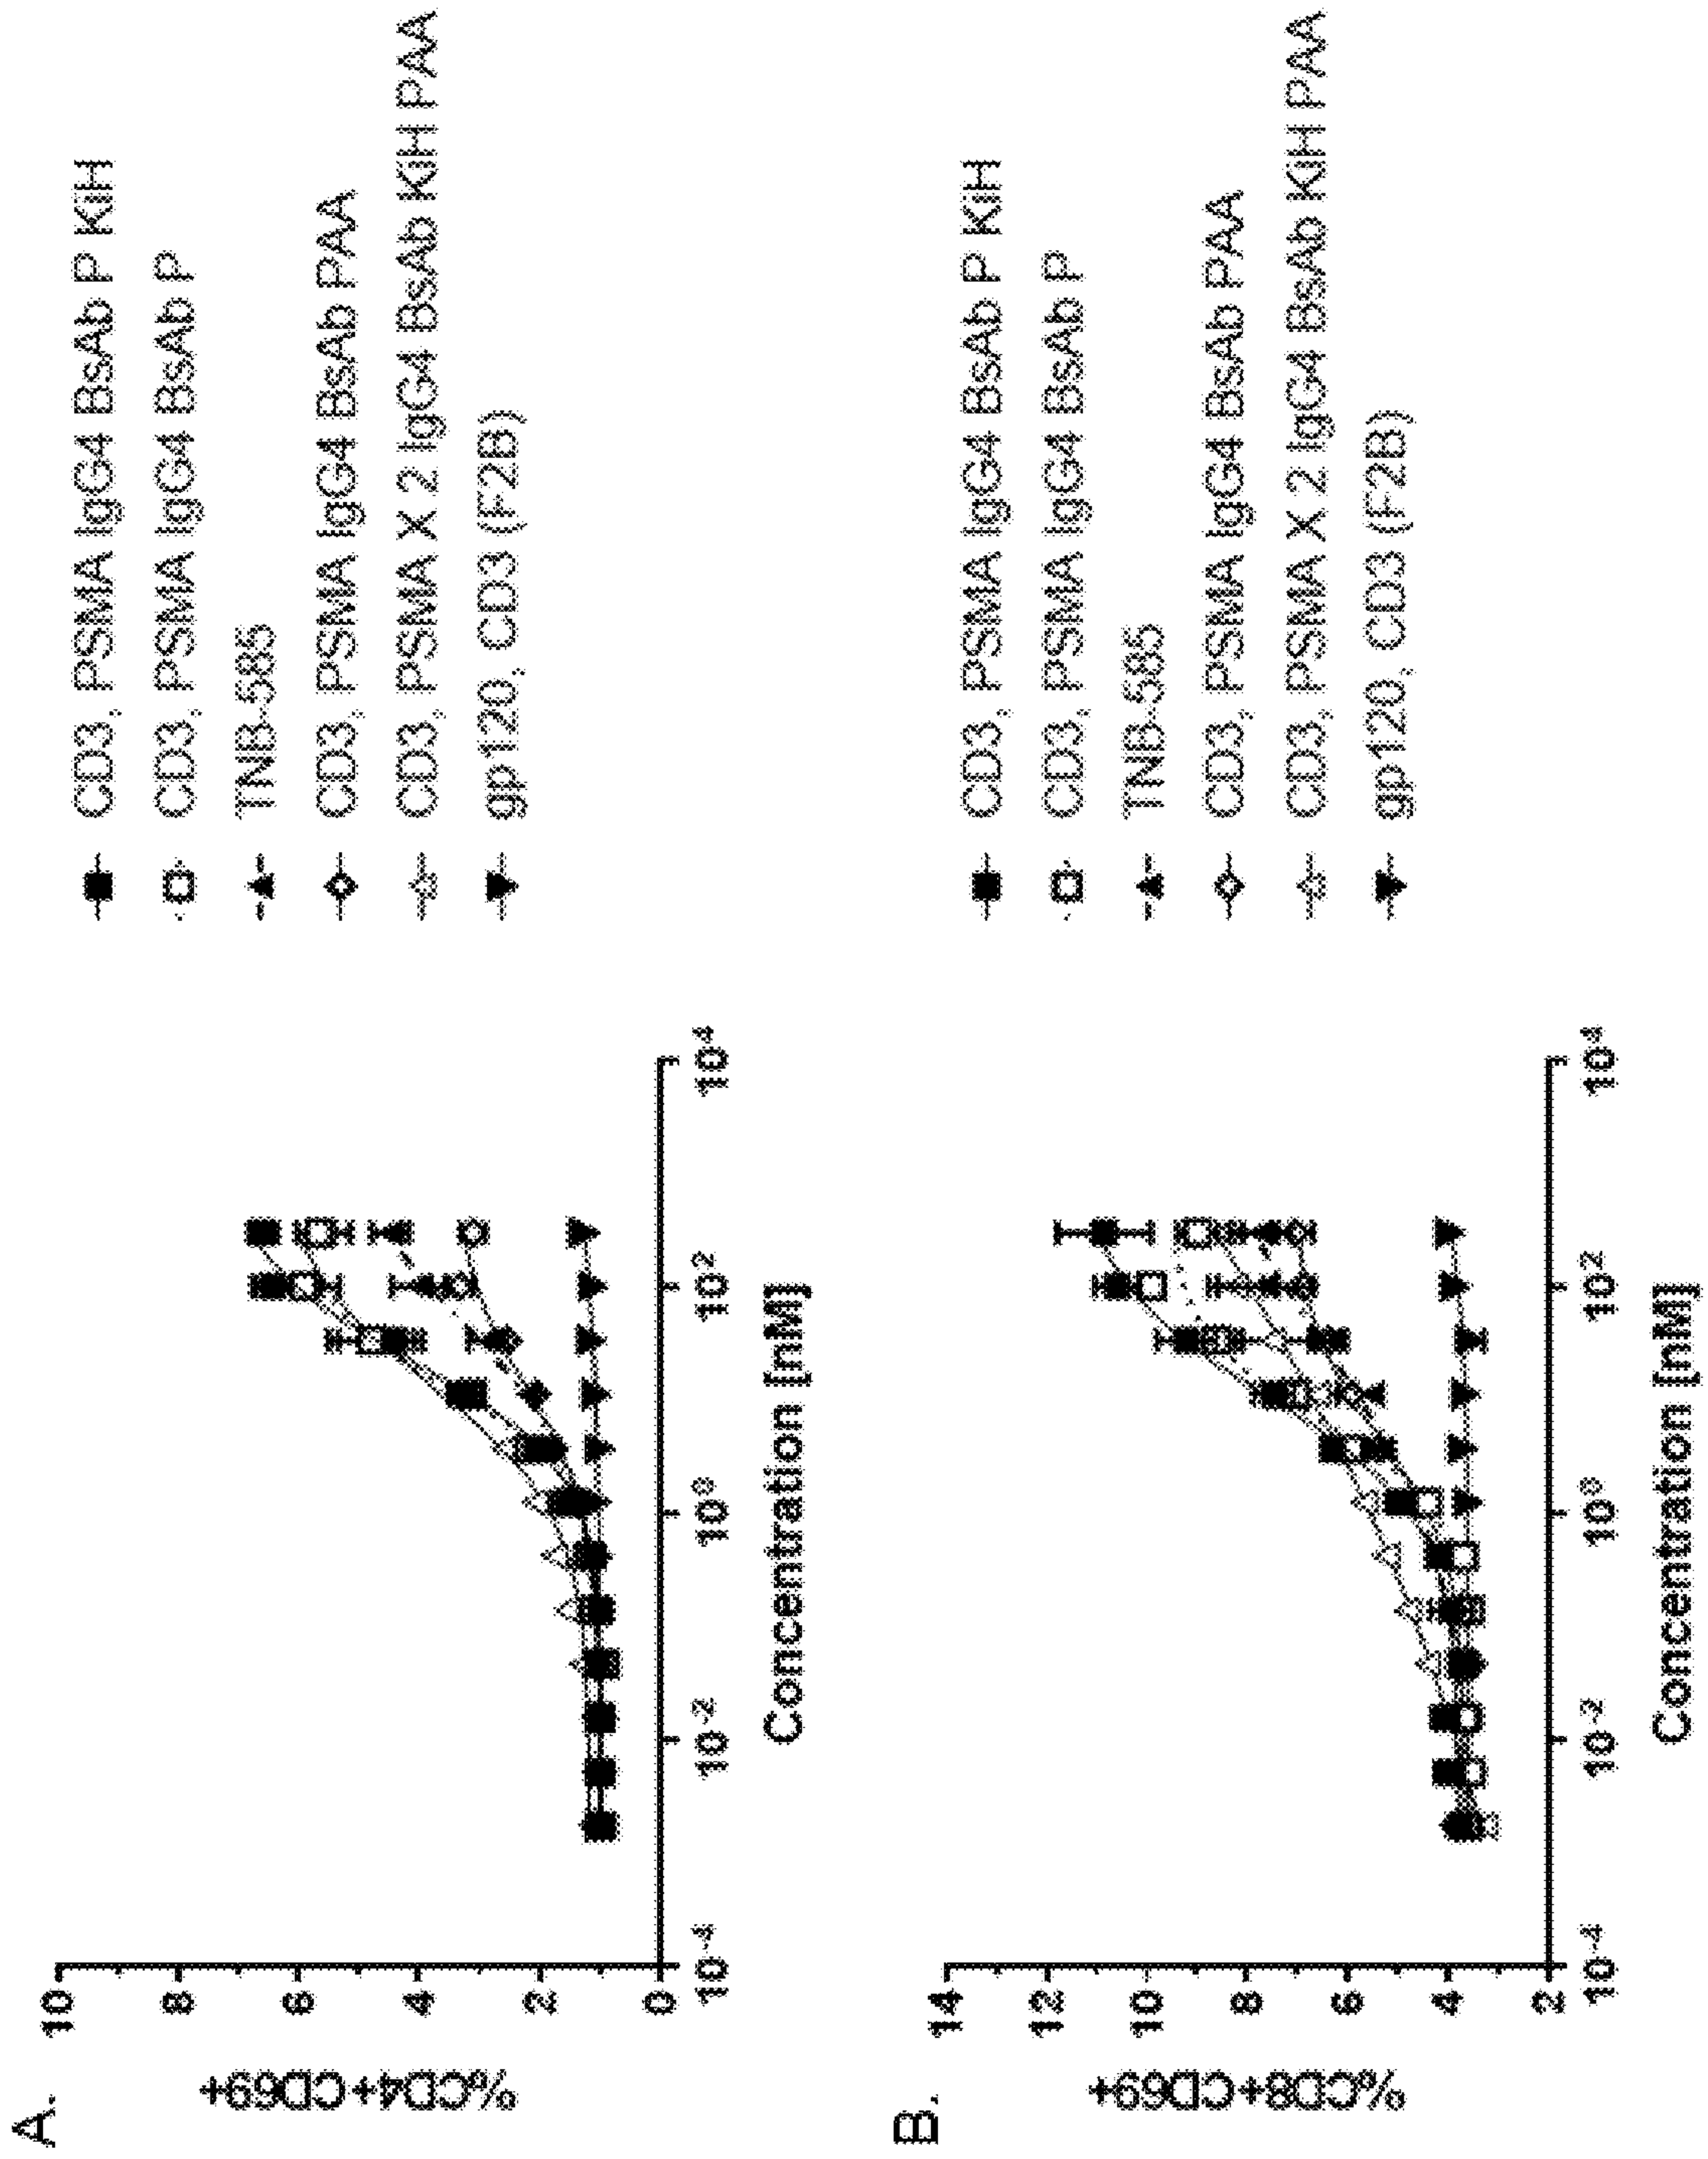 A.
%CD4+CD69+
10
8
6
4
2
0
10-4
10-2
100
102
104
Concentration [nM]
CD3, PSMA IgG4 BsAb P KiH
CD3, PSMA IgG4 BsAb P
TNB-585
CD3, PSMA IgG4 BsAb PAA
CD3, PSMA X 2 IgG4 BsAb KiH PAA
gp120, CD3 (F2B)
B.
%CD8+CD69+
14
12
10
8
6
4
2
10-4
10-2
100
102
104
Concentration [nM]
CD3, PSMA IgG4 BsAb P KiH
CD3, PSMA IgG4 BsAb P
TNB-585
CD3, PSMA IgG4 BsAb PAA
CD3, PSMA X 2 IgG4 BsAb KiH PAA
gp120, CD3 (F2B)